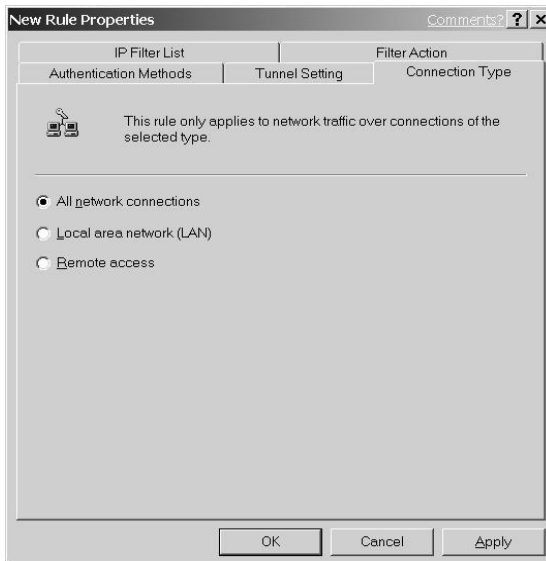 New Rule Properties Comments? ? ×
IP Filter List Filter Action
Authentication Methods Tunnel Setting Connection Type
This rule only applies to network traffic over connections of the
selected type.
All network connections
Local area network (LAN)
Remote access
OK Cancel Apply